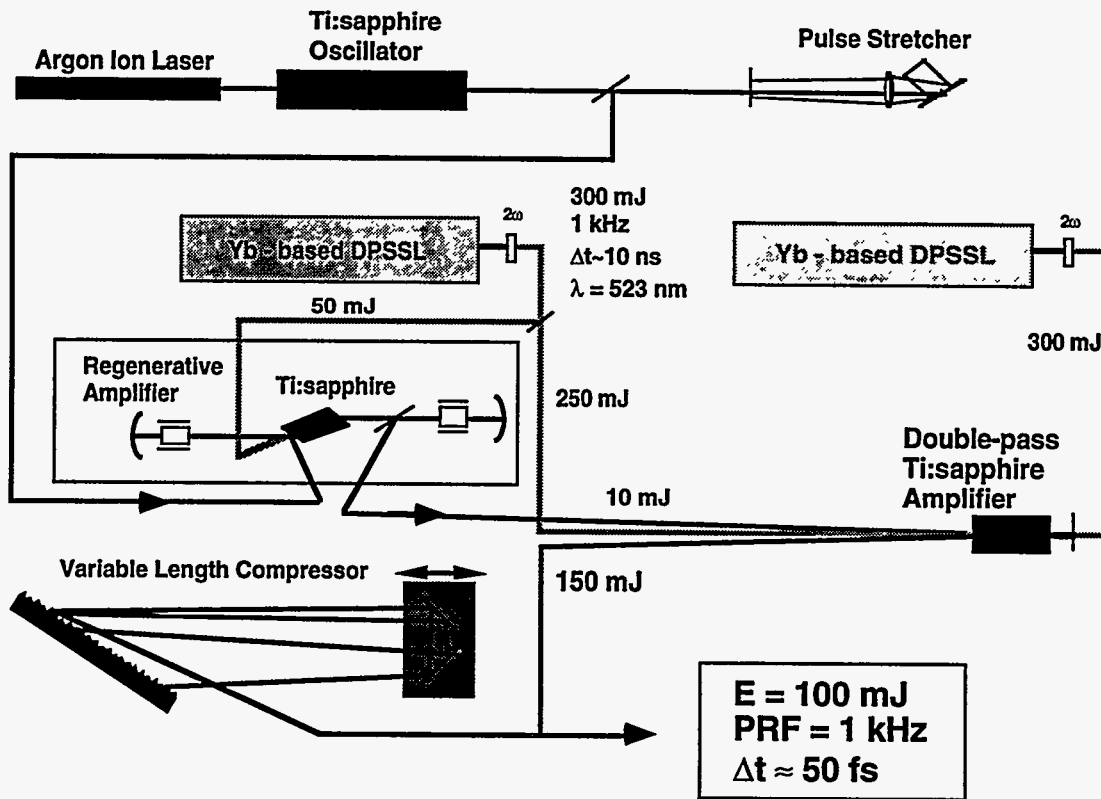 Ti:sapphire
Oscillator
Argon Ion Laser
Pulse Stretcher
300 mJ
1 kHz
Δt~10 ns
λ = 523 nm
2ω
Yb - based DPSSL
2ω
Yb - based DPSSL
50 mJ
300 mJ
Regenerative
Amplifier
Ti:sapphire
250 mJ
Double-pass
Ti:sapphire
Amplifier
10 mJ
Variable Length Compressor
150 mJ
E = 100 mJ
PRF = 1 kHz
Δt ≈ 50 fs